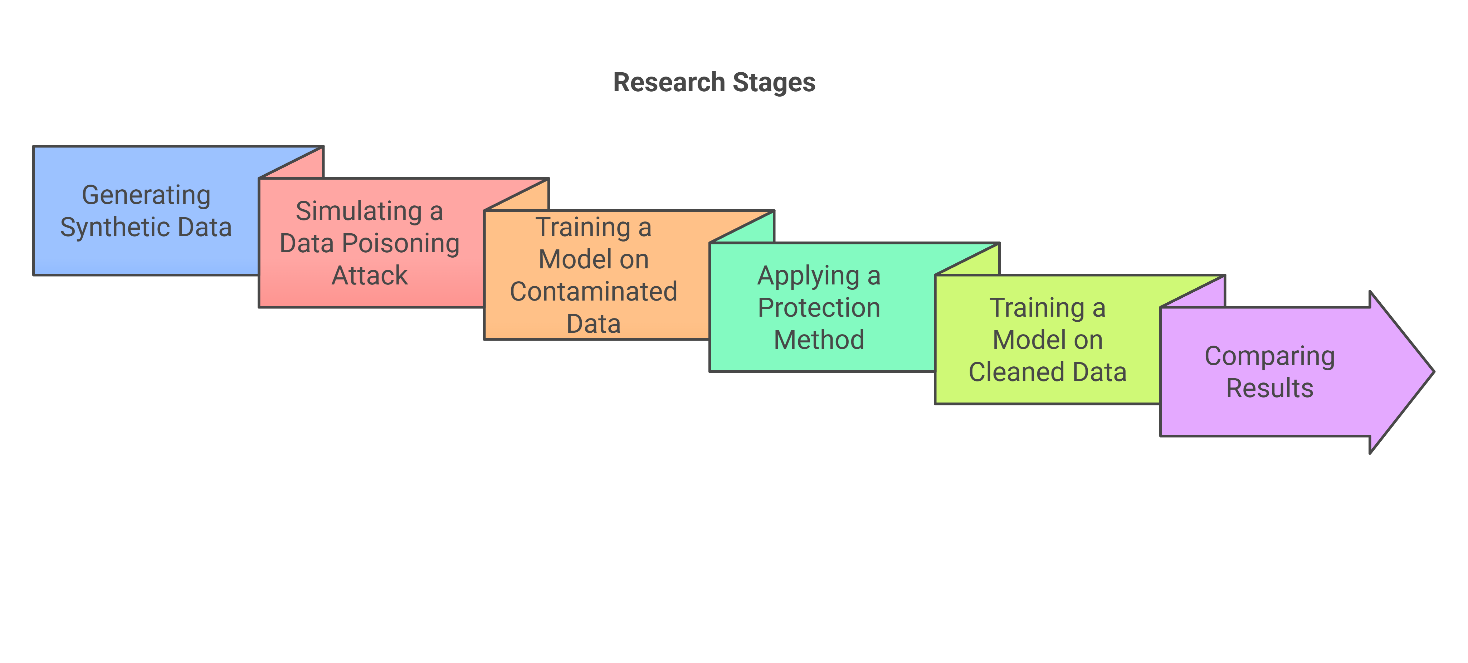 Research Stages
Generating
Synthetic Data
Simulating a
Data Poisoning
Attack
Training a
Model on
Contaminated
Data
Applying a
Protection
Method
Training a
Model on
Cleaned Data
Comparing
Results